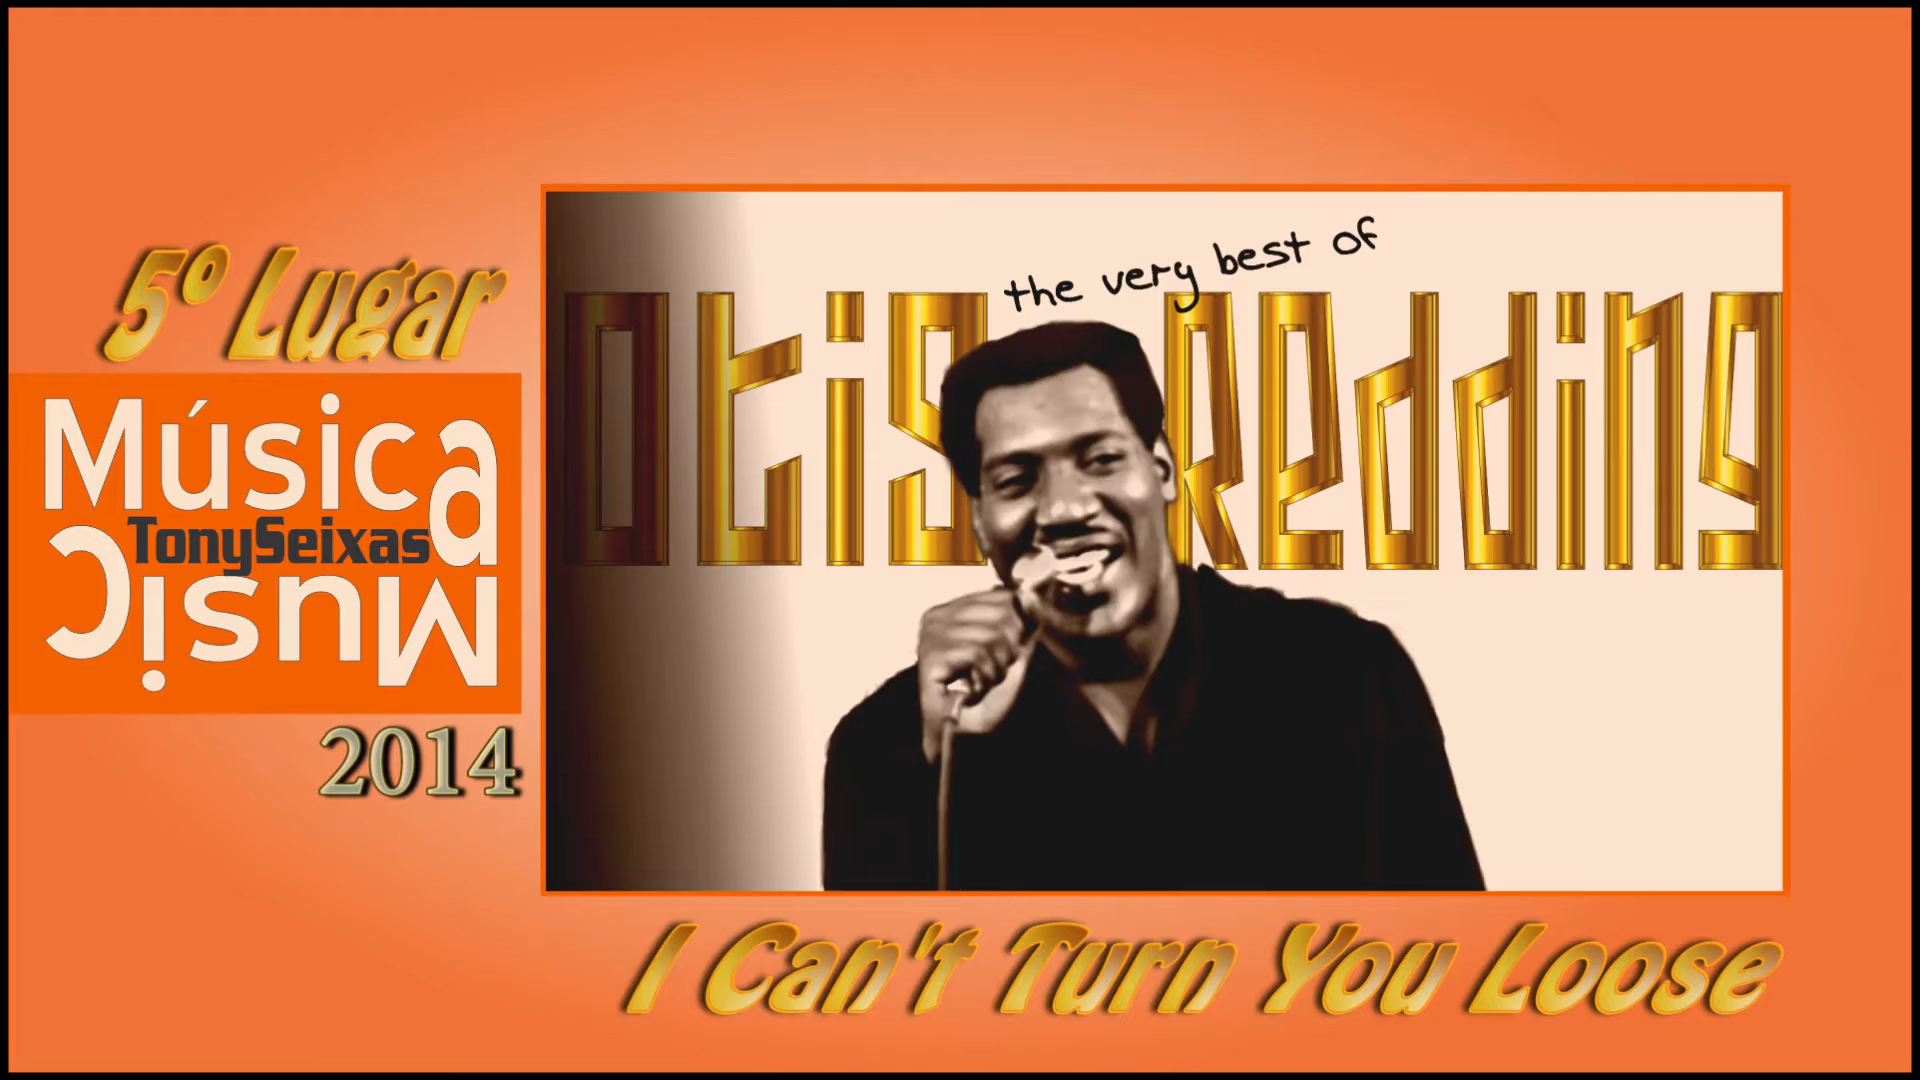 5º Lugar
Música
TonySeixas
Music
2014
the very best of
otis Redding
I Can't Turn You Loose